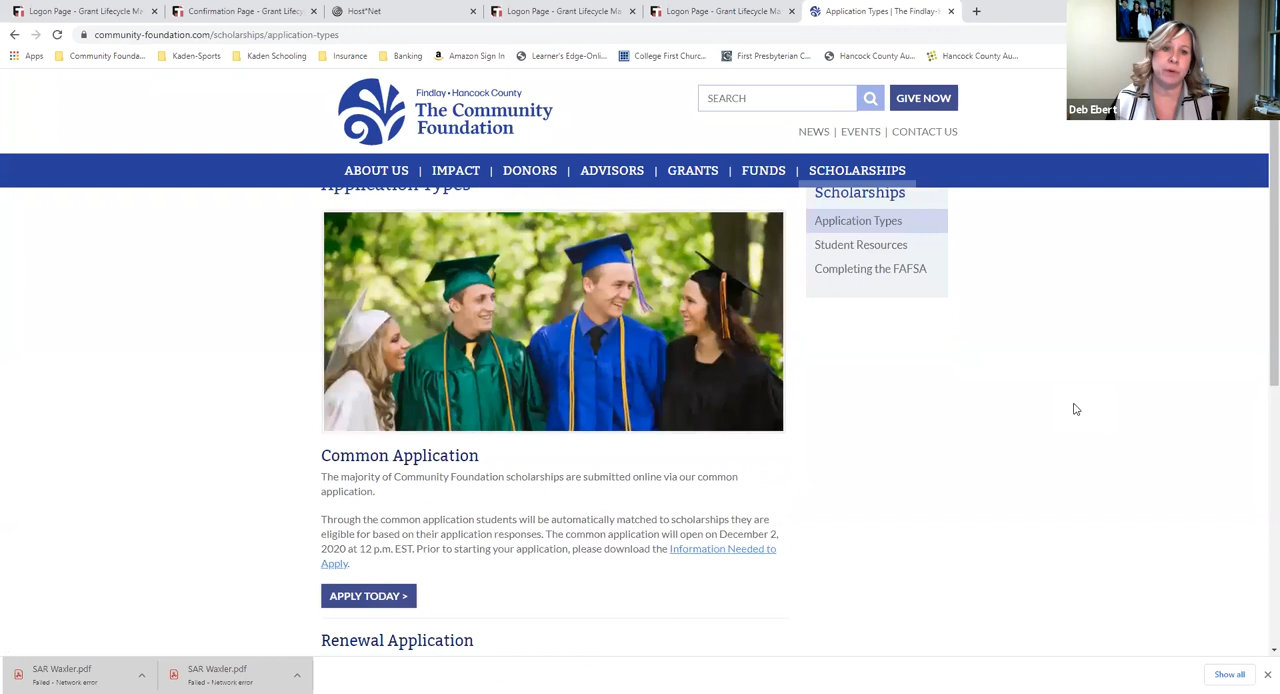 Logon Page - Grant Lifecycle Ma
Confirmation Page - Grant Lifecyc
Host*Net
Logon Page - Grant Lifecycle Ma
Logon Page - Grant Lifecycle Ma
Application Types | The Findlay-H
community-foundation.com/scholarships/application-types
Apps
Community Founda...
Kaden-Sports
Kaden Schooling
Insurance
Banking
Amazon Sign In
Learner's Edge-Onli...
College First Churc...
First Presbyterian C...
Hancock County Au...
Hancock County Au...
Deb Ebert
Findlay • Hancock County
The Community
Foundation
SEARCH
GIVE NOW
NEWS | EVENTS | CONTACT US
ABOUT US | IMPACT | DONORS | ADVISORS | GRANTS | FUNDS | SCHOLARSHIPS
Application Types
Scholarships
Application Types
Student Resources
Completing the FAFSA
Common Application
The majority of Community Foundation scholarships are submitted online via our common
application.
Through the common application students will be automatically matched to scholarships they are
eligible for based on their application responses. The common application will open on December 2,
2020 at 12 p.m. EST. Prior to starting your application, please download the Information Needed to
Apply.
APPLY TODAY >
Renewal Application
SAR Waxler.pdf
Failed - Network error
SAR Waxler.pdf
Failed - Network error
Show all